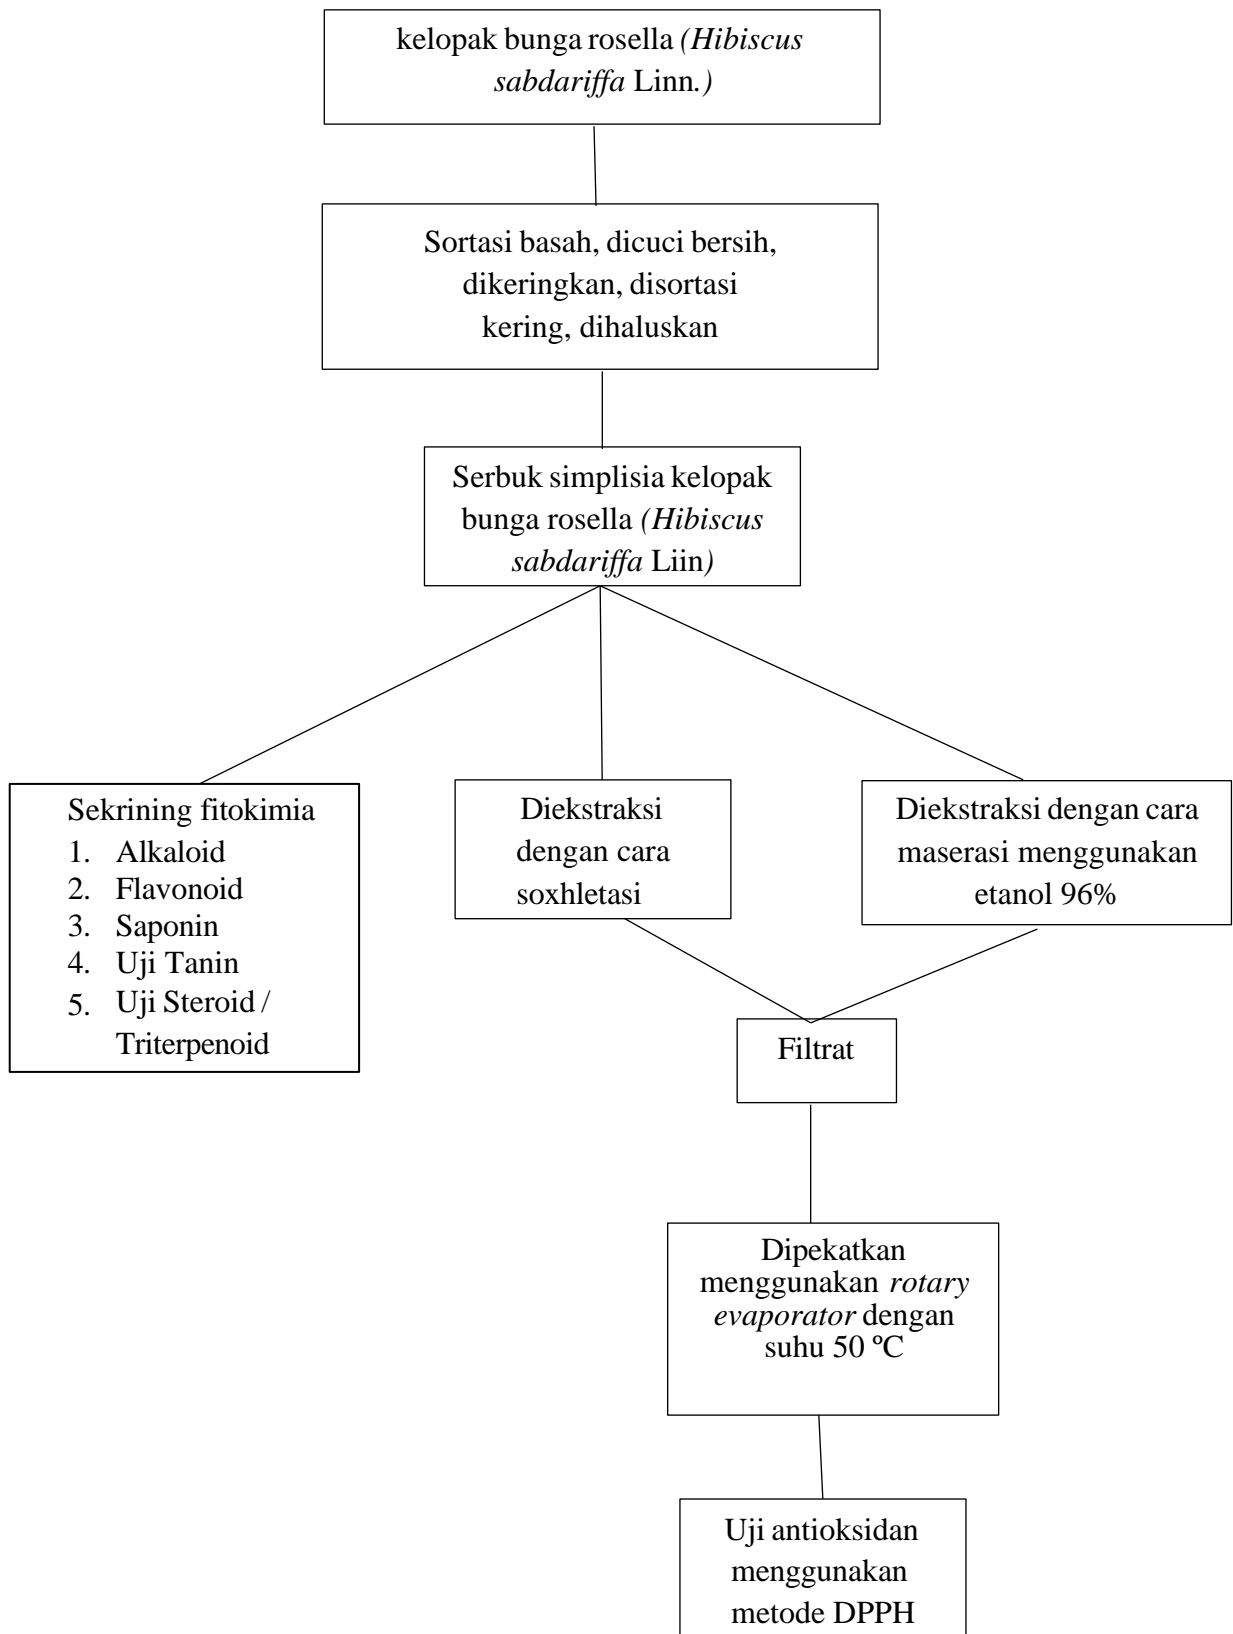 kelopak bunga rosella (Hibiscus
sabdariffa Linn.)
Sortasi basah, dicuci bersih,
dikeringkan, disortasi
kering, dihaluskan
Serbuk simplisia kelopak
bunga rosella (Hibiscus
sabdariffa Liin)
Sekrining fitokimia
1. Alkaloid
2. Flavonoid
3. Saponin
4. Uji Tanin
5. Uji Steroid /
Triterpenoid
Diekstraksi
dengan cara
soxhletasi
Diekstraksi dengan cara
maserasi menggunakan
etanol 96%
Filtrat
Dipekatkan
menggunakan rotary
evaporator dengan
suhu 50 ºC
Uji antioksidan
menggunakan
metode DPPH